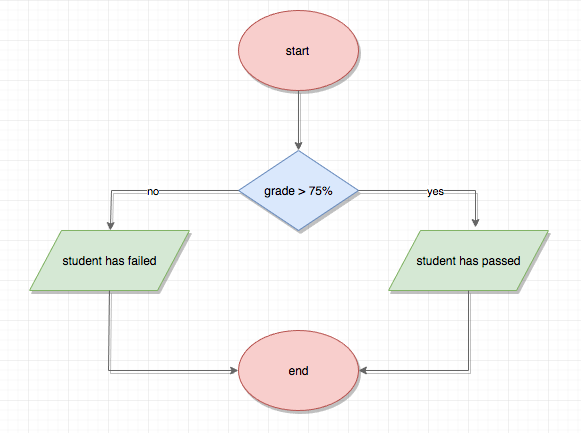 start
grade > 75%
no
yes
student has failed
student has passed
end